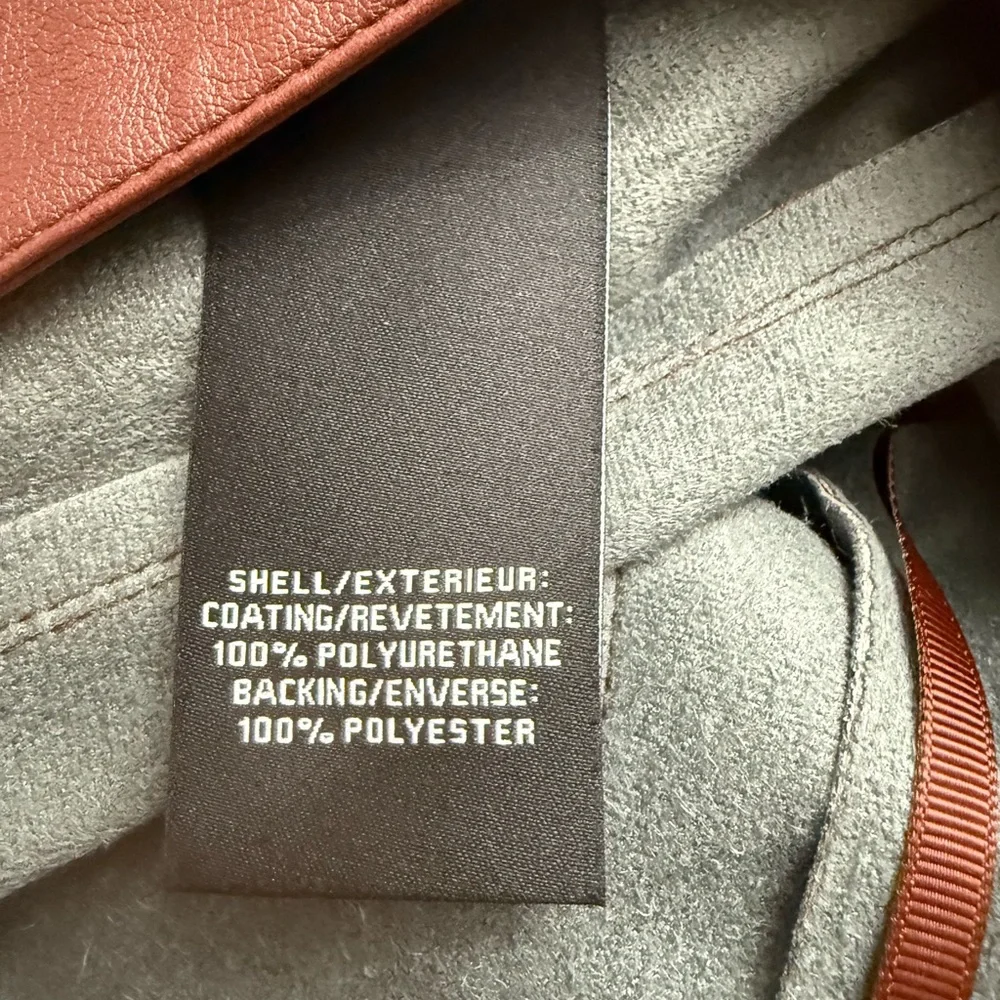 SHELL/EXTERIEUR:
COATING/REVETEMENT:
100% POLYURETHANE
BACKING/ENVERSE:
100% POLYESTER